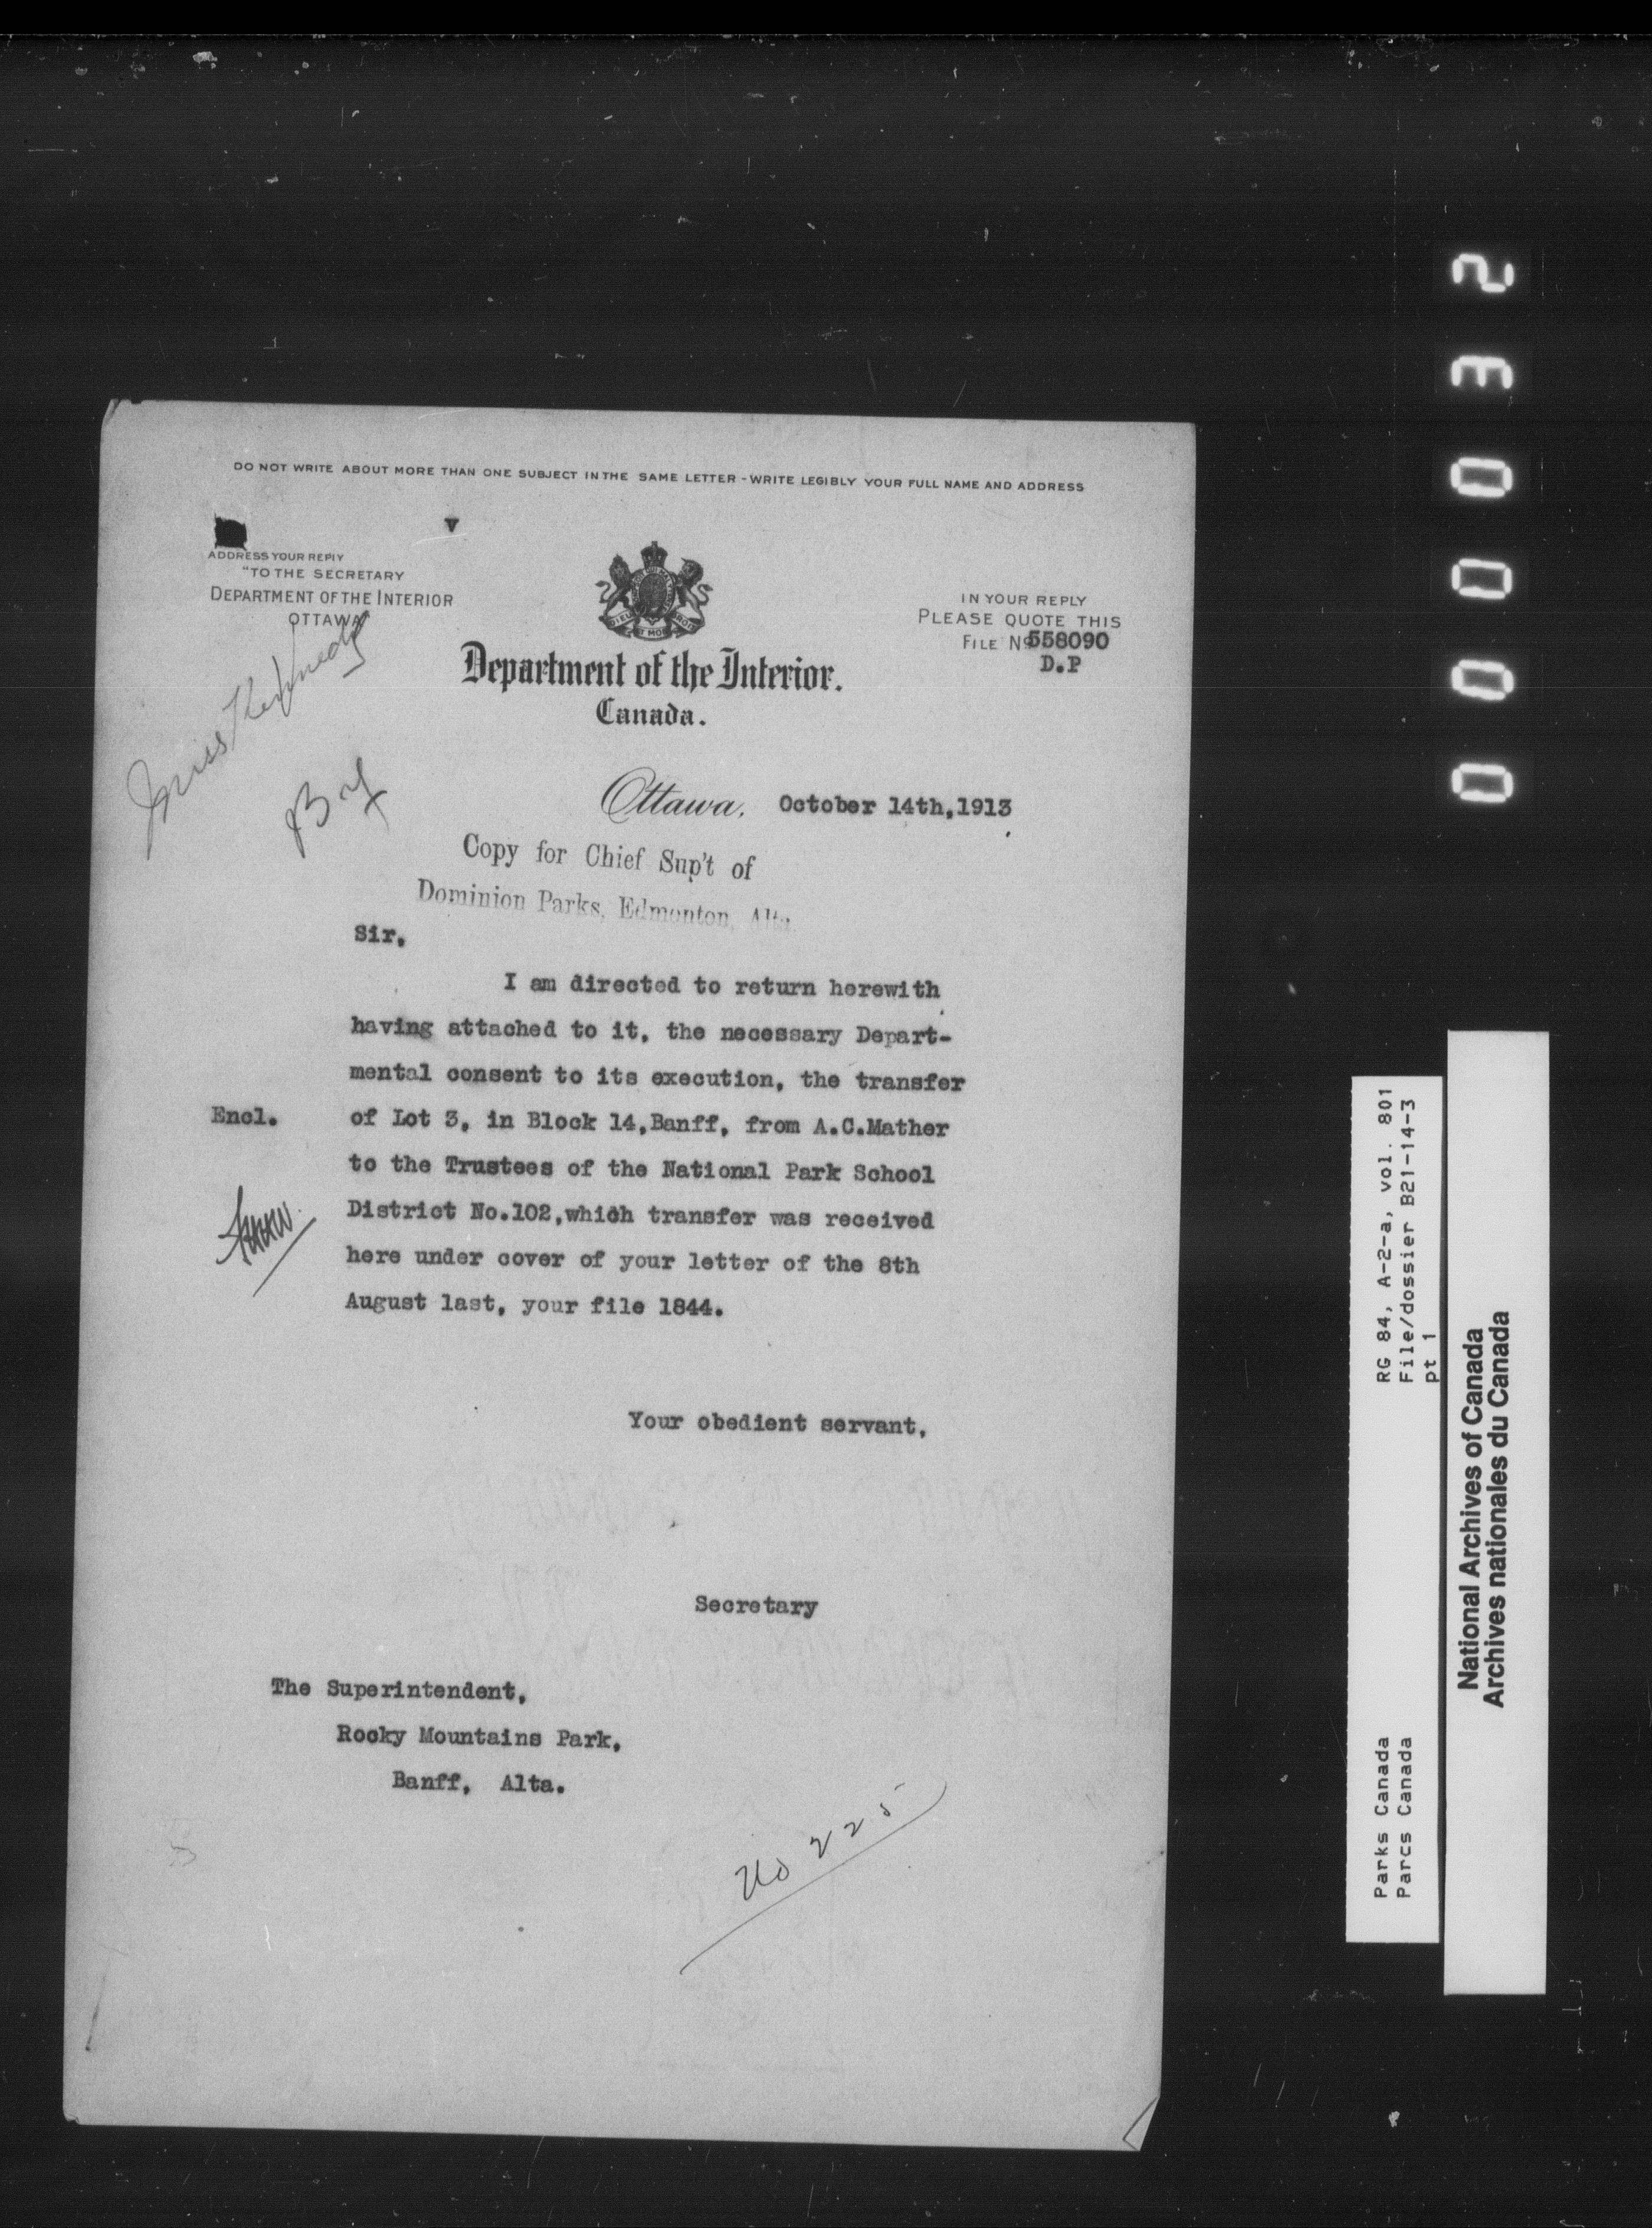 DO NOT WRITE ABOUT MORE THAN ONE SUBJECT IN THE SAME LETTER - WRITE LEGIBLY YOUR FULL NAME AND ADDRESS
V
ADDRESS YOUR REPLY
"TO THE SECRETARY
DEPARTMENT OF THE INTERIOR
OTTAWA
IN YOUR REPLY
PLEASE QUOTE THIS
FILE No 558090
D.P
Department of the Interior.
Canada.
Miss Kennedy
Ottawa, October 14th,1913
Copy for Chief Sup't of
Dominion Parks, Edmonton, Alta.
Sir,
I am directed to return herewith
having attached to it, the necessary Depart-
mental consent to its execution, the transfer
Encl. of Lot 3, in Block 14,Banff, from A.C.Mather
to the Trustees of the National Park School
District No.102,which transfer was received
here under cover of your letter of the 8th
August last, your file 1844.
Your obedient servant,
Secretary
The Superintendent,
Rocky Mountains Park,
Banff, Alta.
No 225
000032
RG 84, A-2-a, vol. 801
File/dossier B21-14-3
pt 1
Parks Canada
Parcs Canada
National Archives of Canada
Archives nationales du Canada